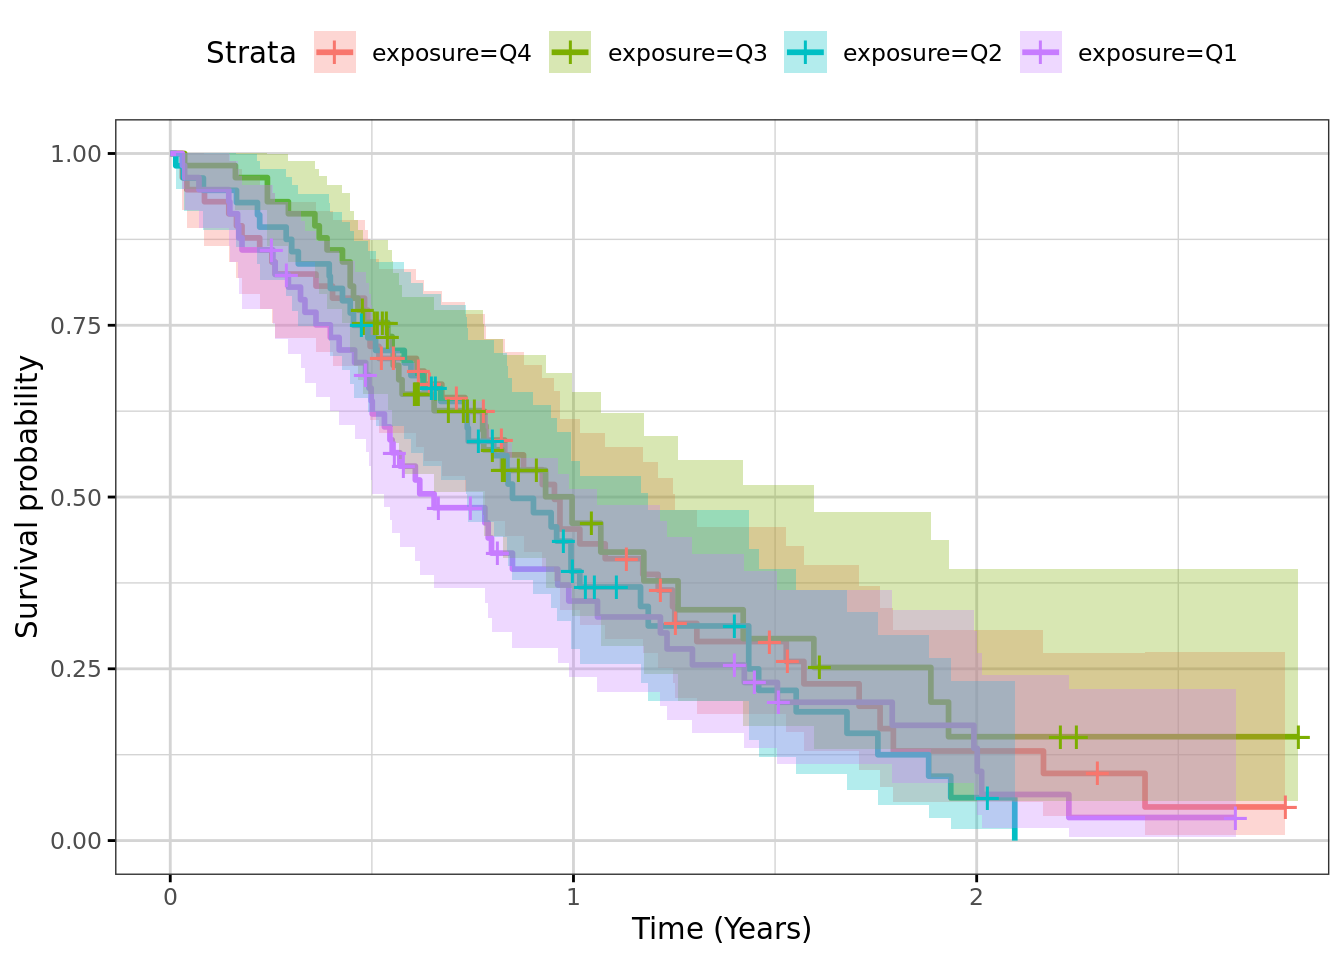 Strata exposure=Q4 exposure=Q3 exposure=Q2 exposure=Q1
Survival probability
1.00
0.75
0.50
0.25
0.00
0 1 2
Time (Years)